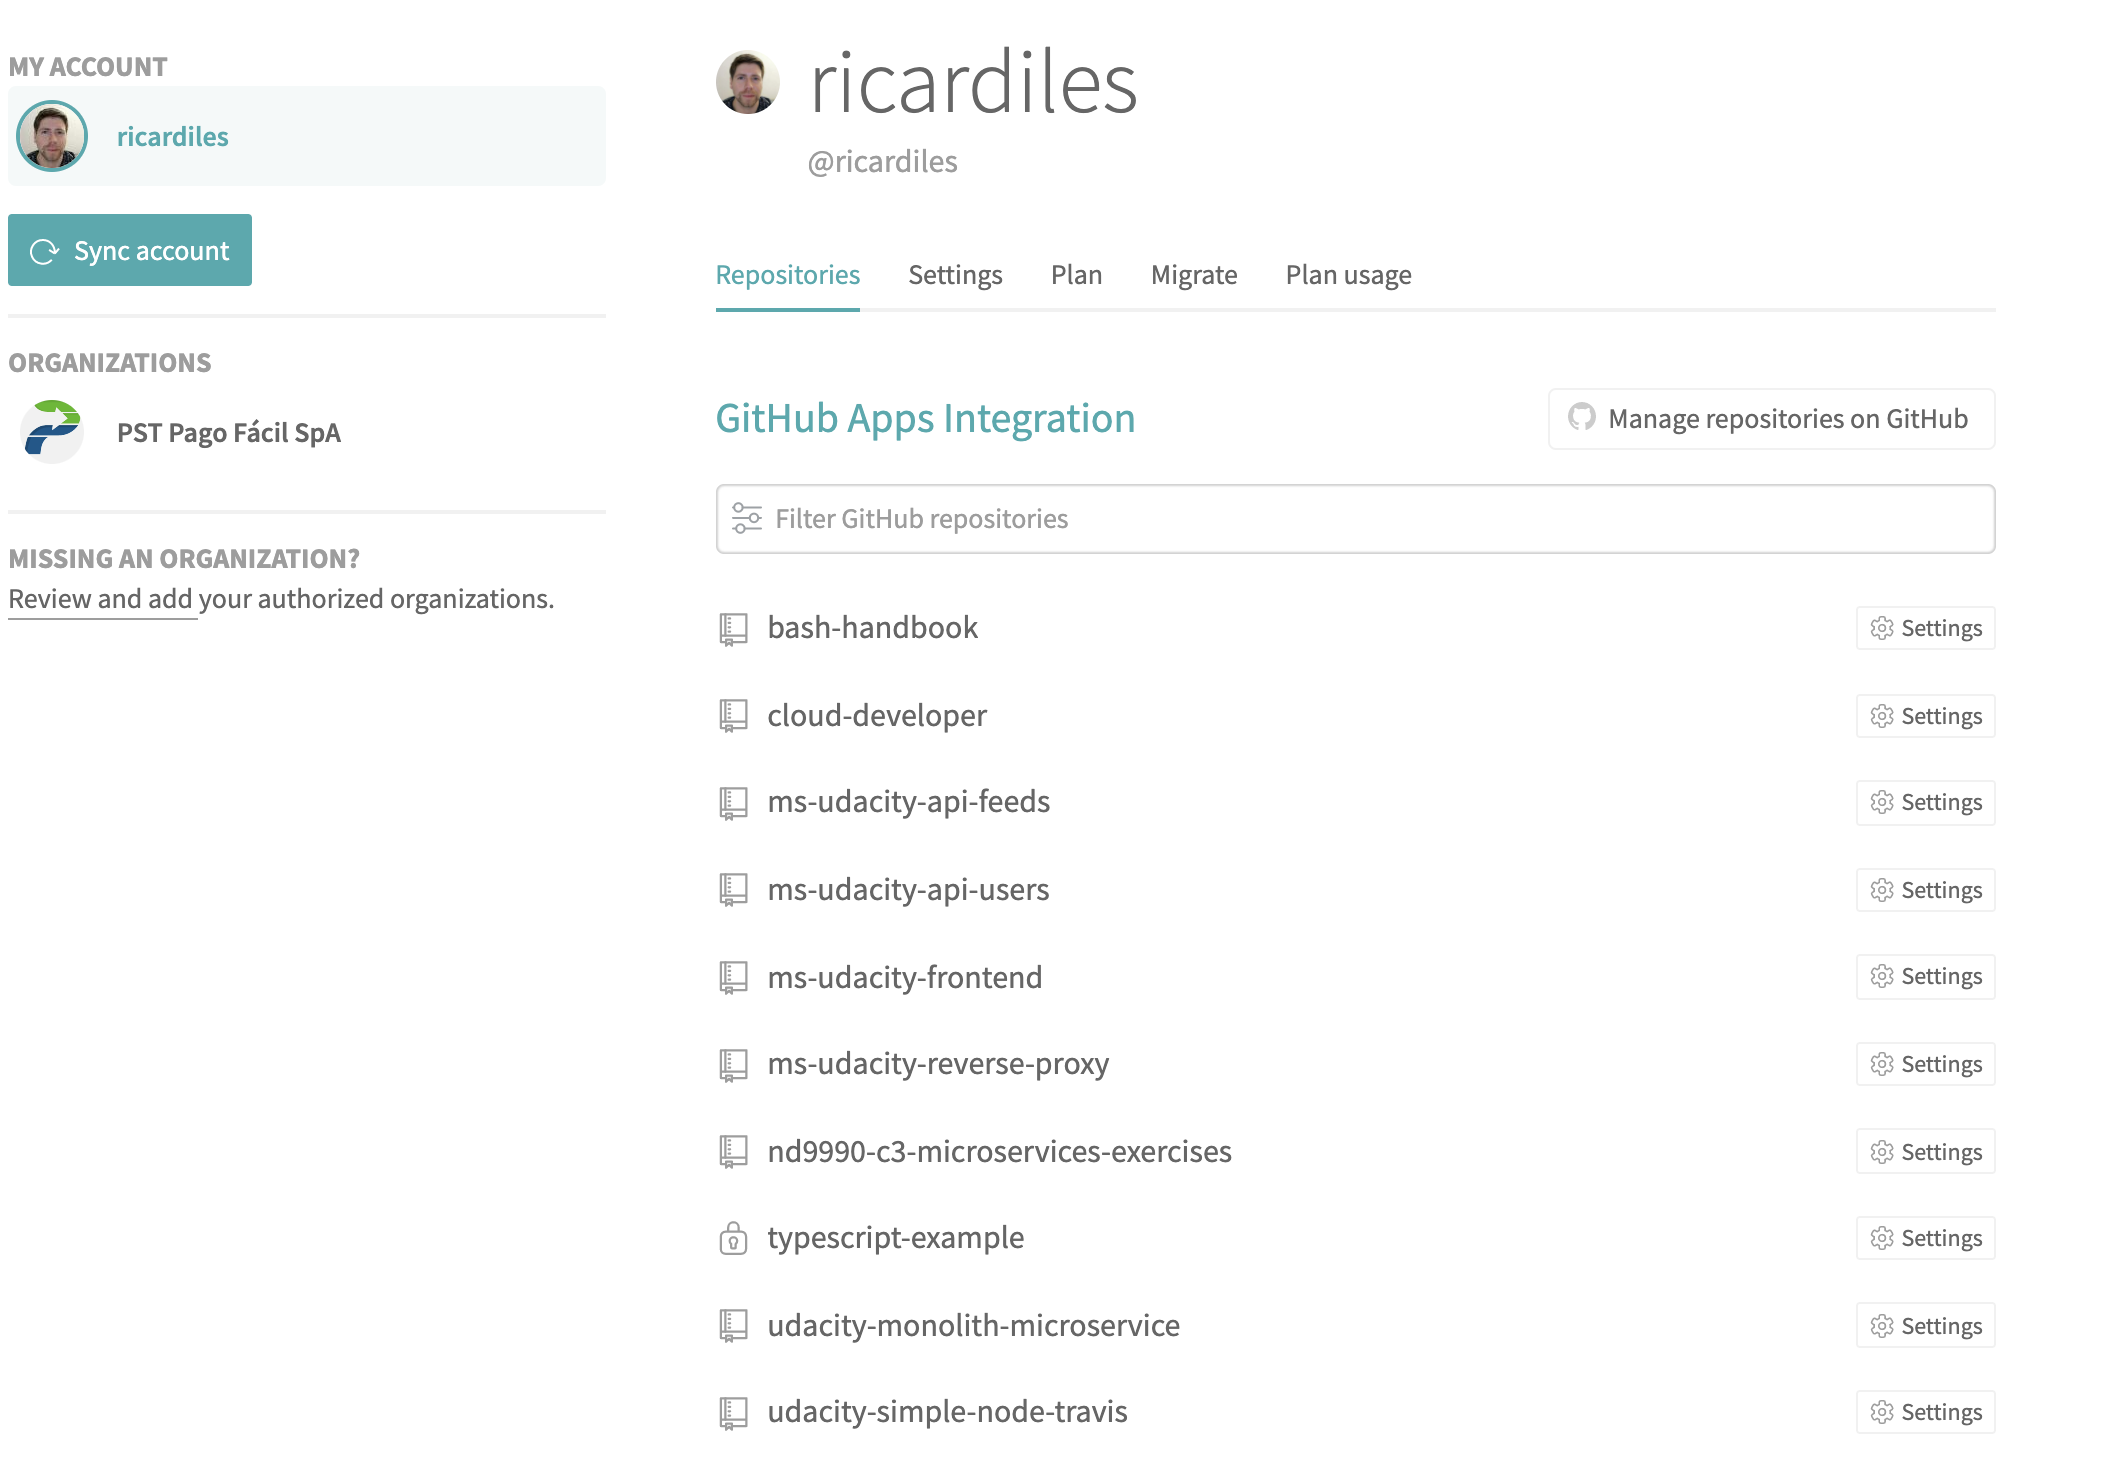 MY ACCOUNT
ricardiles
Sync account
ORGANIZATIONS
PST Pago Fácil SpA
MISSING AN ORGANIZATION?
Review and add your authorized organizations.
ricardiles
@ricardiles
Repositories Settings Plan Migrate Plan usage
GitHub Apps Integration Manage repositories on GitHub
Filter GitHub repositories
bash-handbook Settings
cloud-developer Settings
ms-udacity-api-feeds Settings
ms-udacity-api-users Settings
ms-udacity-frontend Settings
ms-udacity-reverse-proxy Settings
nd9990-c3-microservices-exercises Settings
typescript-example Settings
udacity-monolith-microservice Settings
udacity-simple-node-travis Settings